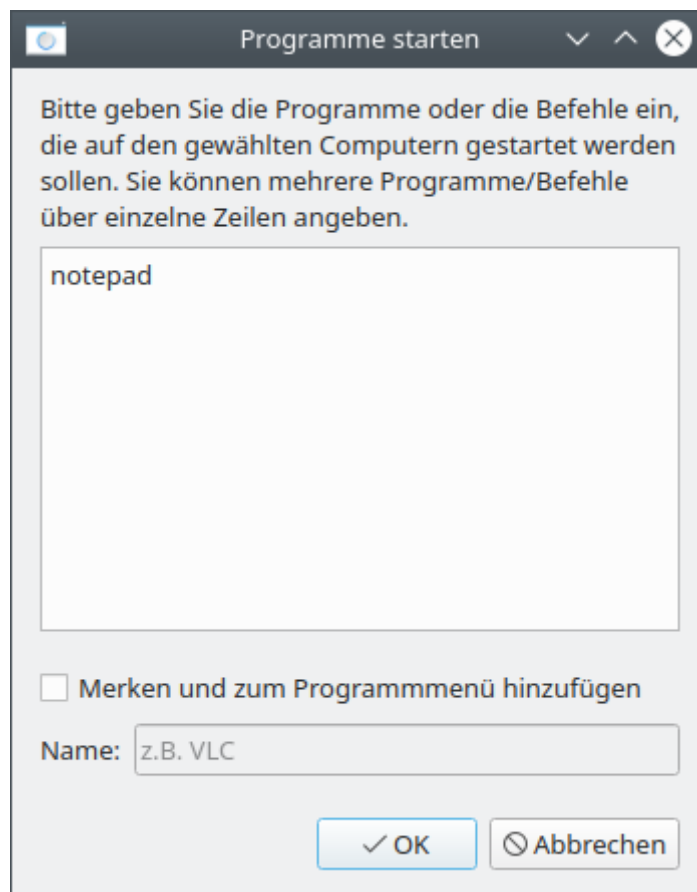 Programme starten
Bitte geben Sie die Programme oder die Befehle ein,
die auf den gewählten Computern gestartet werden
sollen. Sie können mehrere Programme/Befehle
über einzelne Zeilen angeben.
notepad
Merken und zum Programmmenü hinzufügen
Name: z.B. VLC
OK Abbrechen